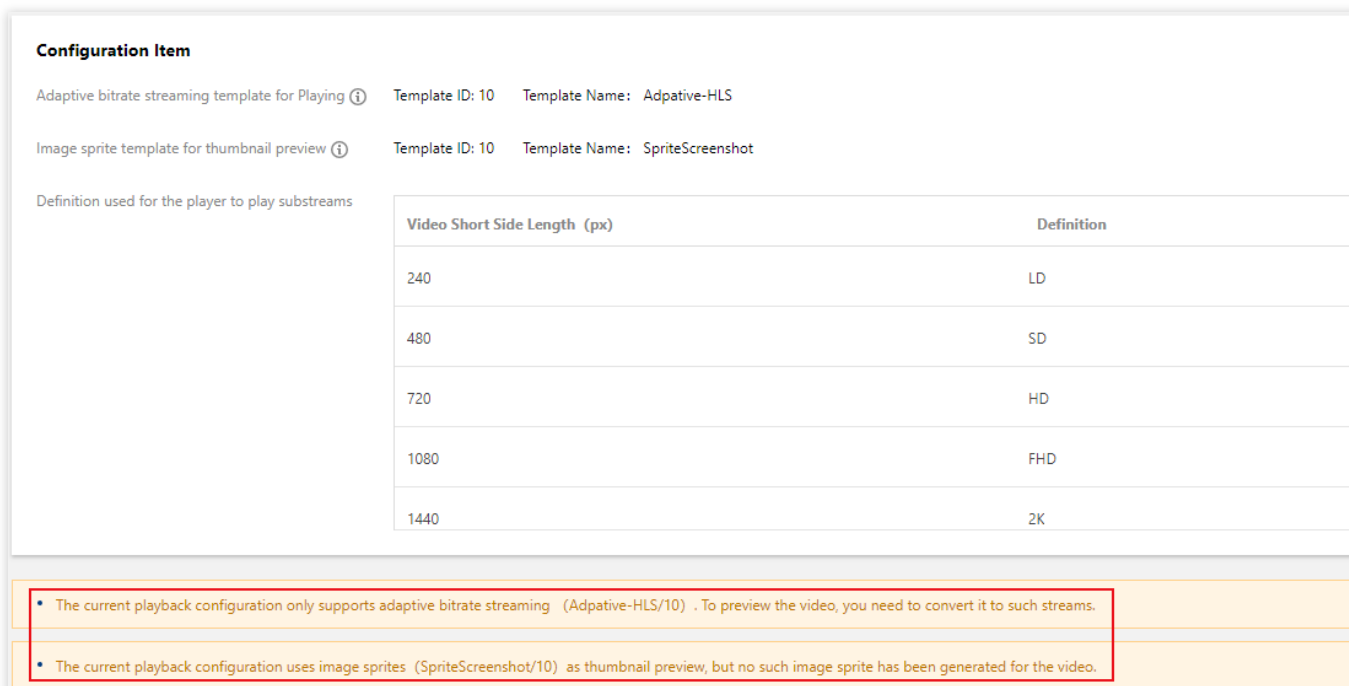 Configuration Item
Adaptive bitrate streaming template for Playing Template ID: 10 Template Name: Adpative-HLS
Image sprite template for thumbnail preview Template ID: 10 Template Name: SpriteScreenshot
Definition used for the player to play substreams
Video Short Side Length (px) Definition
240 LD
480 SD
720 HD
1080 FHD
1440 2K
• The current playback configuration only supports adaptive bitrate streaming (Adpative-HLS/10) . To preview the video, you need to convert it to such streams.
• The current playback configuration uses image sprites (SpriteScreenshot/10) as thumbnail preview, but no such image sprite has been generated for the video.